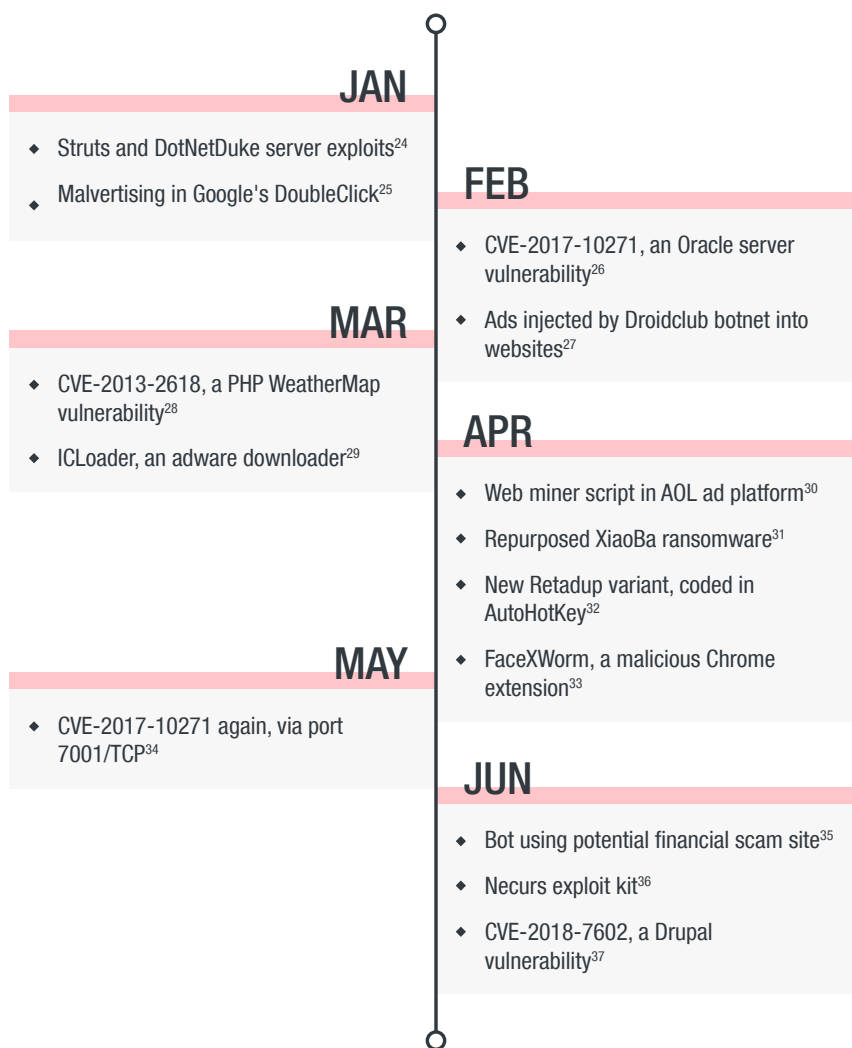 JAN
◆ Struts and DotNetDuke server exploits²⁴
◆ Malvertising in Google's DoubleClick²⁵
FEB
◆ CVE-2017-10271, an Oracle server
vulnerability²⁶
◆ Ads injected by Droidclub botnet into
websites²⁷
MAR
◆ CVE-2013-2618, a PHP WeatherMap
vulnerability²⁸
◆ ICLoader, an adware downloader²⁹
APR
◆ Web miner script in AOL ad platform³⁰
◆ Repurposed XiaoBa ransomware³¹
◆ New Retadup variant, coded in
AutoHotKey³²
◆ FaceXWorm, a malicious Chrome
extension³³
MAY
◆ CVE-2017-10271 again, via port
7001/TCP³⁴
JUN
◆ Bot using potential financial scam site³⁵
◆ Necurs exploit kit³⁶
◆ CVE-2018-7602, a Drupal
vulnerability³⁷